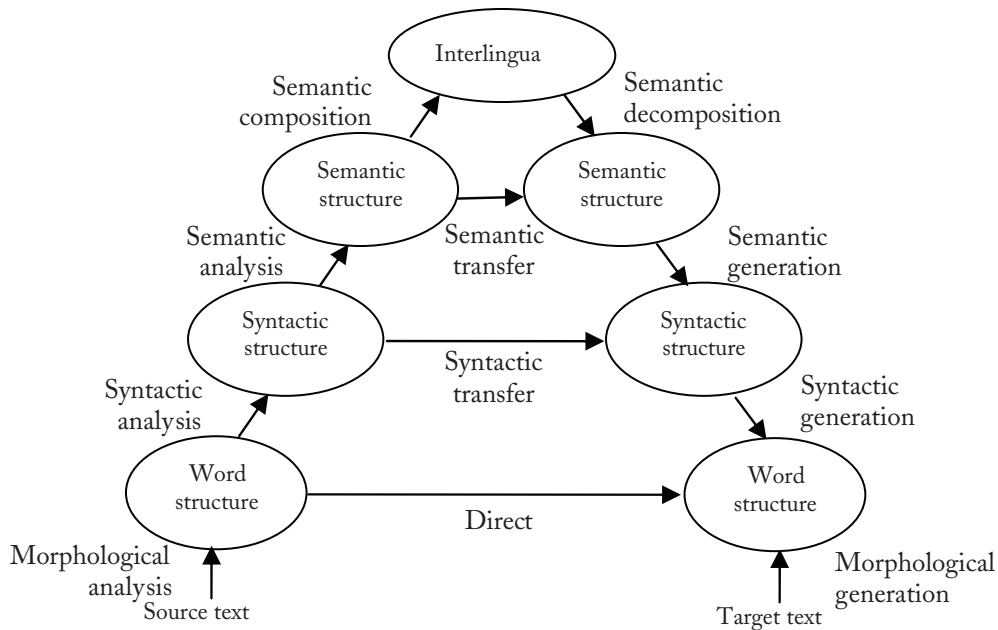 Interlingua
Semantic
composition
Semantic
decomposition
Semantic
structure
Semantic
structure
Semantic
analysis
Semantic
transfer
Semantic
generation
Syntactic
structure
Syntactic
structure
Syntactic
analysis
Syntactic
transfer
Syntactic
generation
Word
structure
Word
structure
Direct
Morphological
analysis
Source text
Morphological
generation
Target text